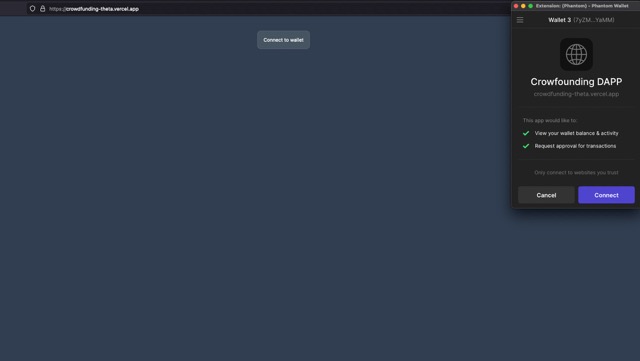 https://crowdfunding-theta.vercel.app
Connect to wallet
Extension: (Phantom) - Phantom Wallet
Wallet 3 (7yZM...YaMM)
Crowfounding DAPP
crowdfunding-theta.vercel.app
This app would like to:
View your wallet balance & activity
Request approval for transactions
Only connect to websites you trust
Cancel
Connect